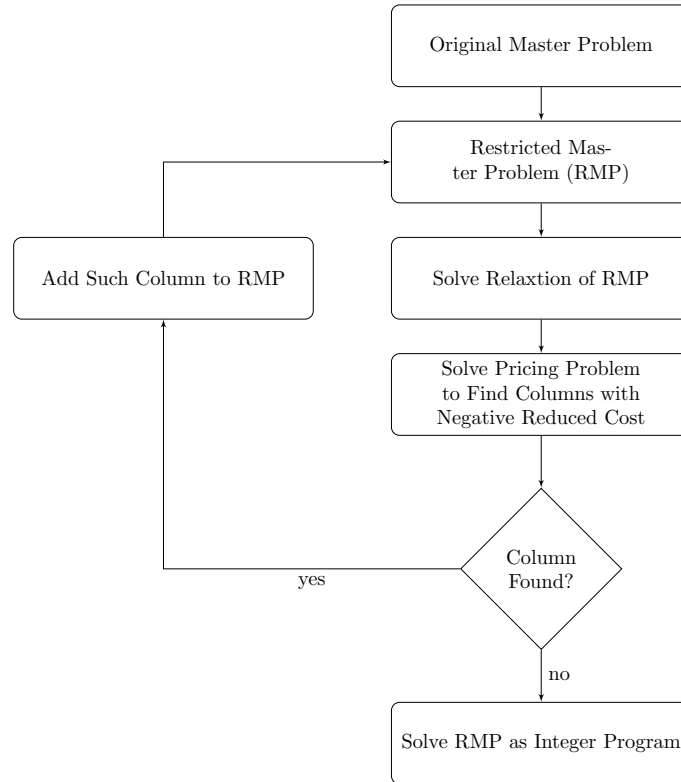 Original Master Problem
Restricted Mas-
ter Problem (RMP)
Add Such Column to RMP
Solve Relaxtion of RMP
Solve Pricing Problem
to Find Columns with
Negative Reduced Cost
Column
Found?
yes
no
Solve RMP as Integer Program